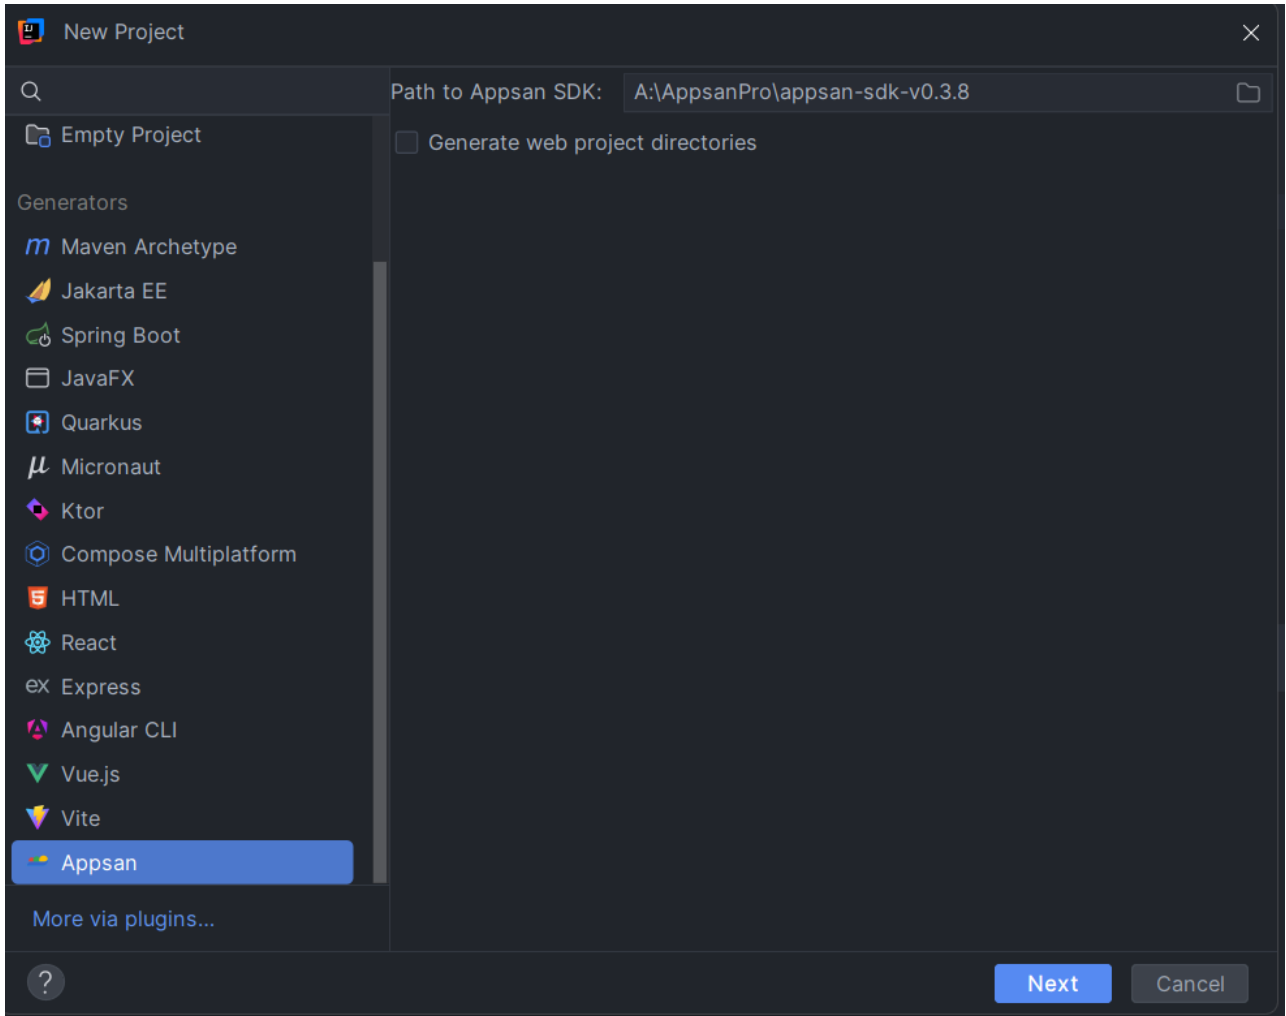 New Project
Path to Appsan SDK: A:\AppsanPro\appsan-sdk-v0.3.8
Generate web project directories
Empty Project
Generators
Maven Archetype
Jakarta EE
Spring Boot
JavaFX
Quarkus
Micronaut
Ktor
Compose Multiplatform
HTML
React
ex Express
Angular CLI
Vue.js
Vite
Appsan
More via plugins...
?
Next
Cancel